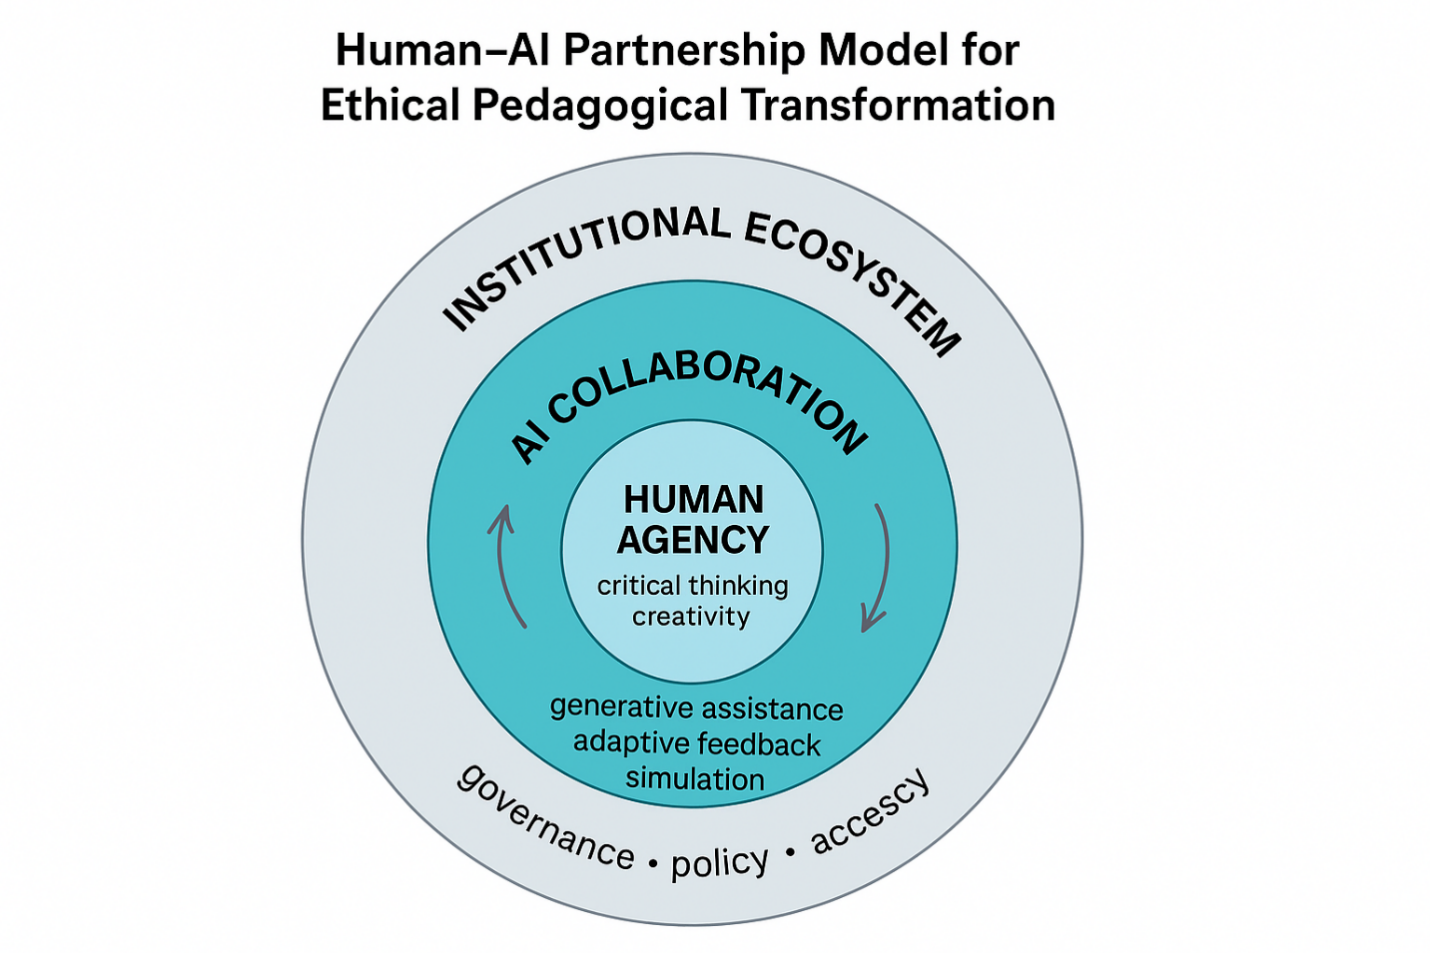 Human–AI Partnership Model for
Ethical Pedagogical Transformation
INSTITUTIONAL ECOSYSTEM
AI COLLABORATION
HUMAN
AGENCY
critical thinking
creativity
generative assistance
adaptive feedback
simulation
governance • policy • accescy